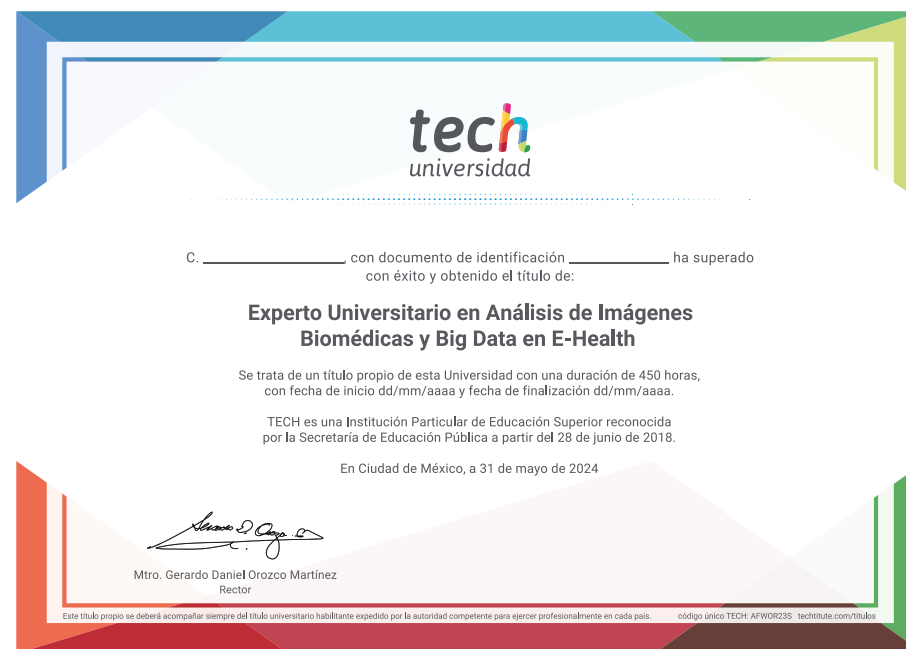 tech
universidad
C. ____________________, con documento de identificación ______________ ha superado
con éxito y obtenido el título de:
Experto Universitario en Análisis de Imágenes
Biomédicas y Big Data en E-Health
Se trata de un título propio de esta Universidad con una duración de 450 horas,
con fecha de inicio dd/mm/aaaa y fecha de finalización dd/mm/aaaa.
TECH es una Institución Particular de Educación Superior reconocida
por la Secretaría de Educación Pública a partir del 28 de junio de 2018.
En Ciudad de México, a 31 de mayo de 2024
Mtro. Gerardo Daniel Orozco Martínez
Rector
Este título propio se deberá acompañar siempre del título universitario habilitante expedido por la autoridad competente para ejercer profesionalmente en cada país. código único TECH: AFWOR23S techtitute.com/titulos